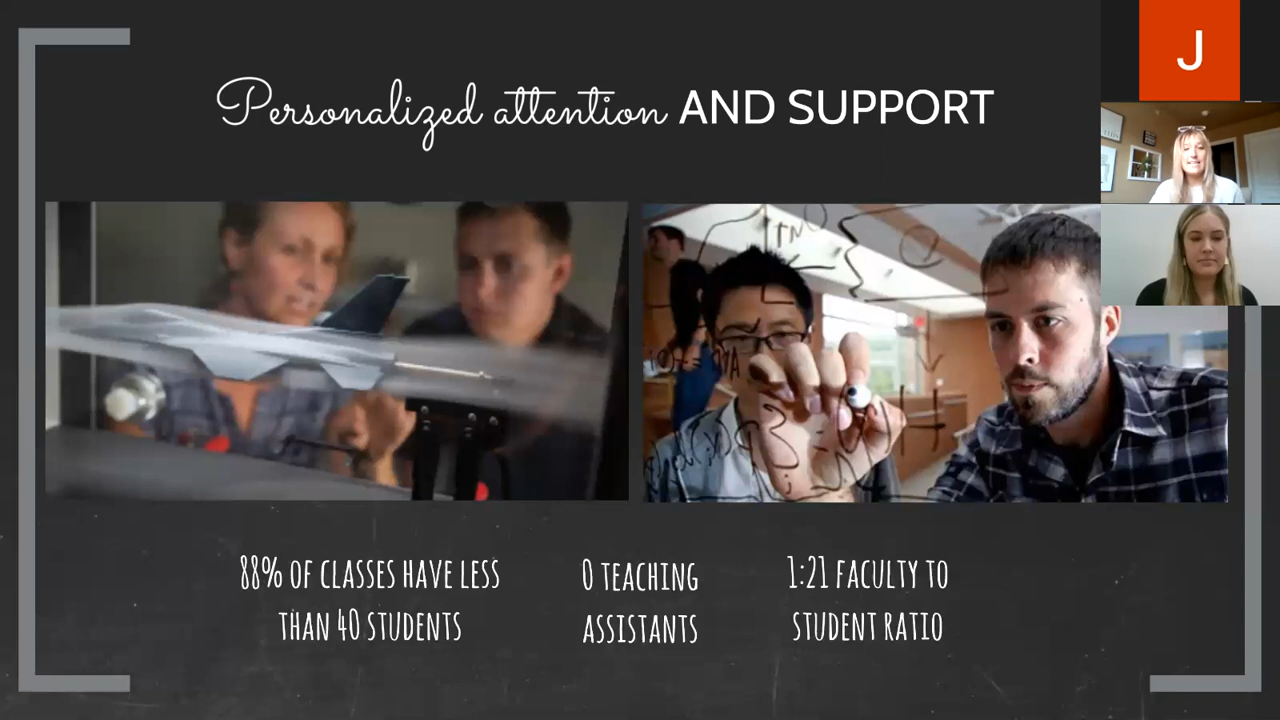 Personalized attention AND SUPPORT
J
88% OF CLASSES HAVE LESS
THAN 40 STUDENTS
0 TEACHING
ASSISTANTS
1:21 FACULTY TO
STUDENT RATIO